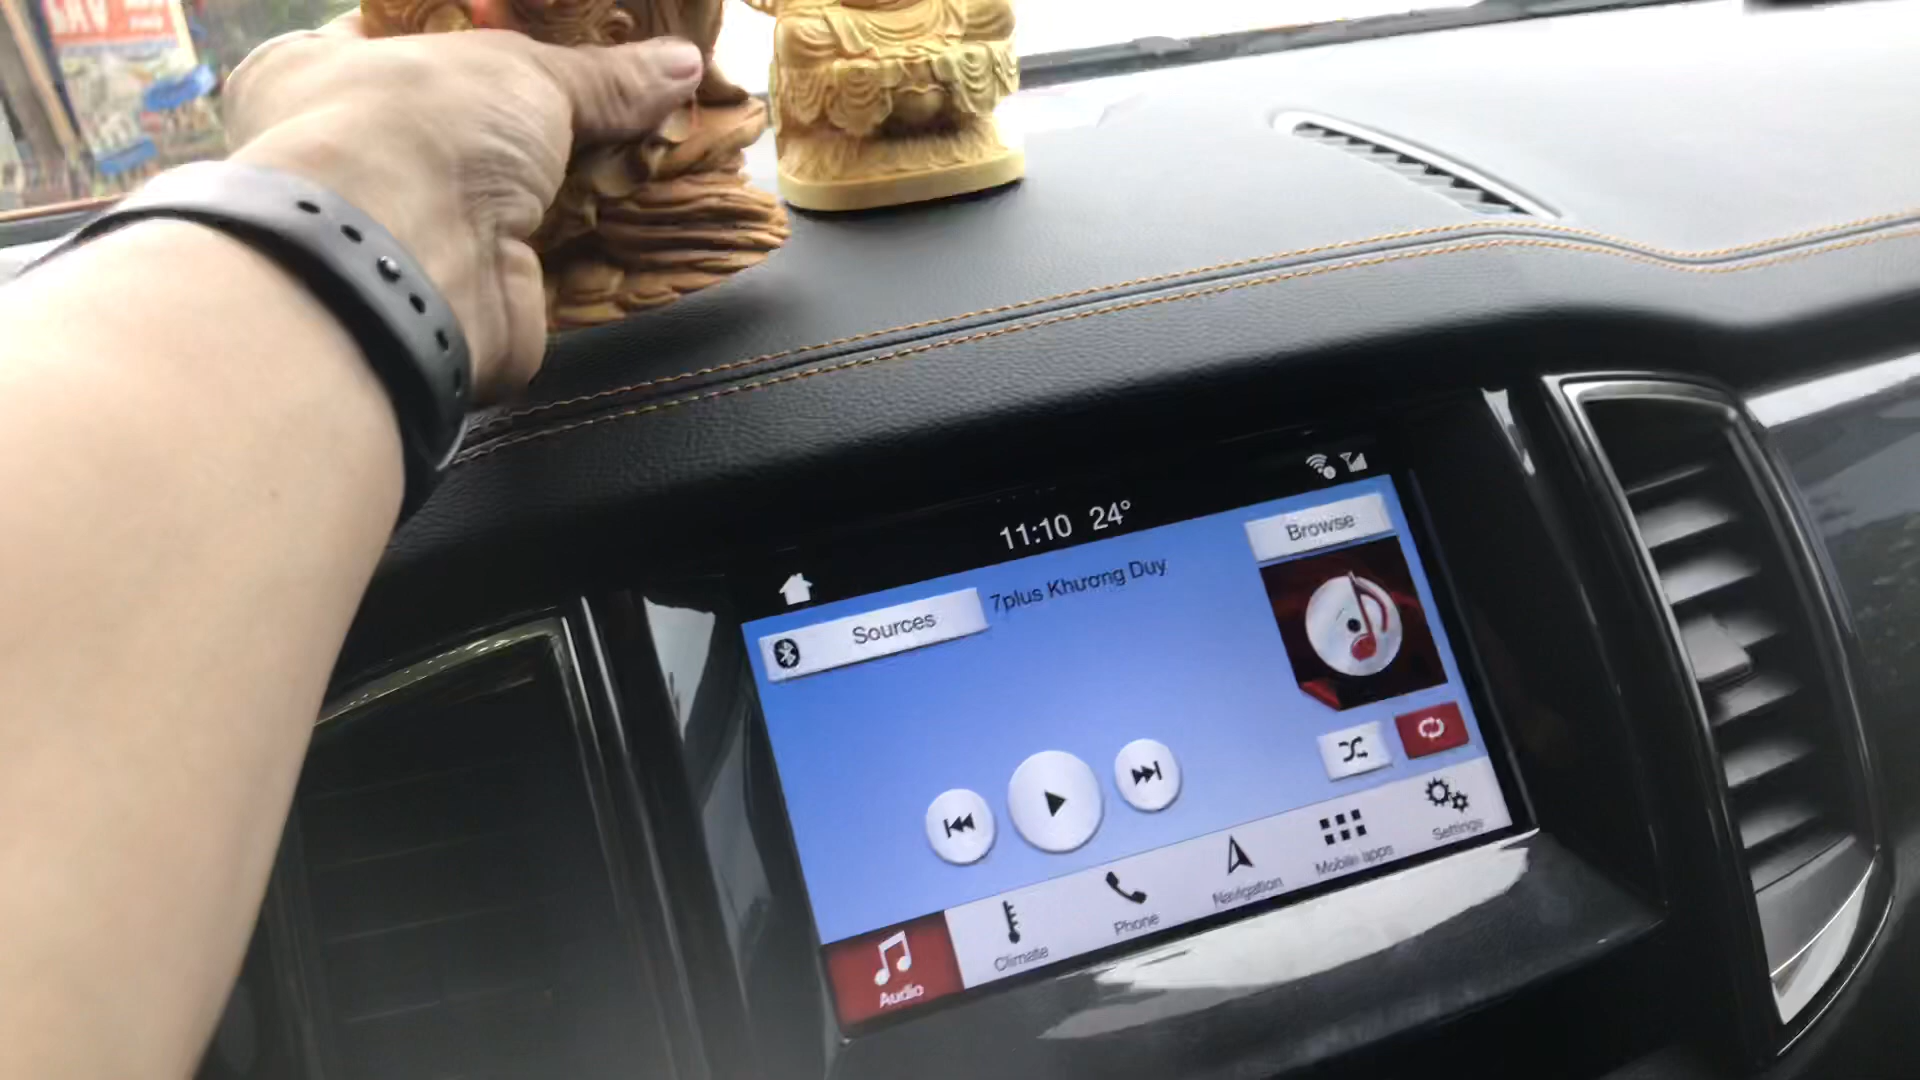 11:10 24°
Sources
7plus Khương Duy
Browse
Audio
Climate
Phone
Navigation
Mobile apps
Settings